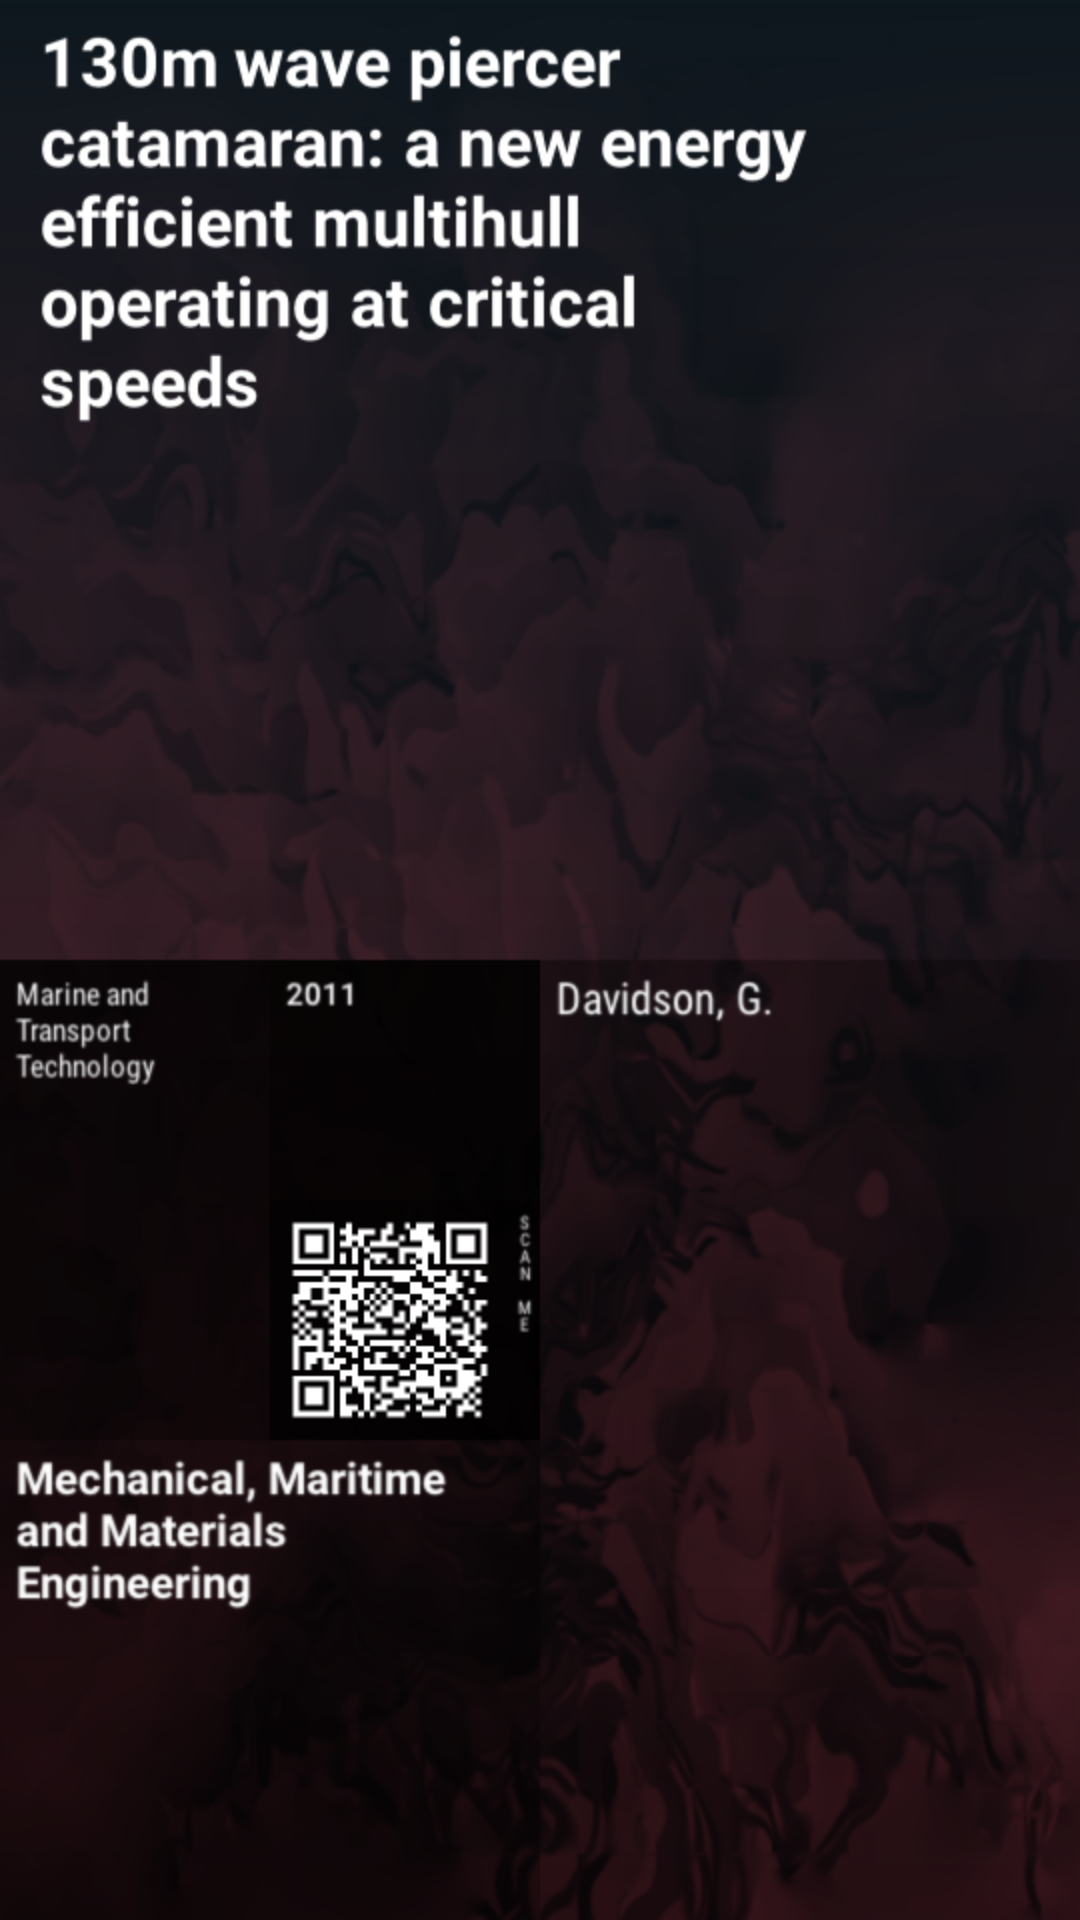 130m wave piercer
catamaran: a new energy
efficient multihull
operating at critical
speeds
Marine and
Transport
Technology
2011
Davidson, G.
SCAN ME
Mechanical, Maritime
and Materials
Engineering